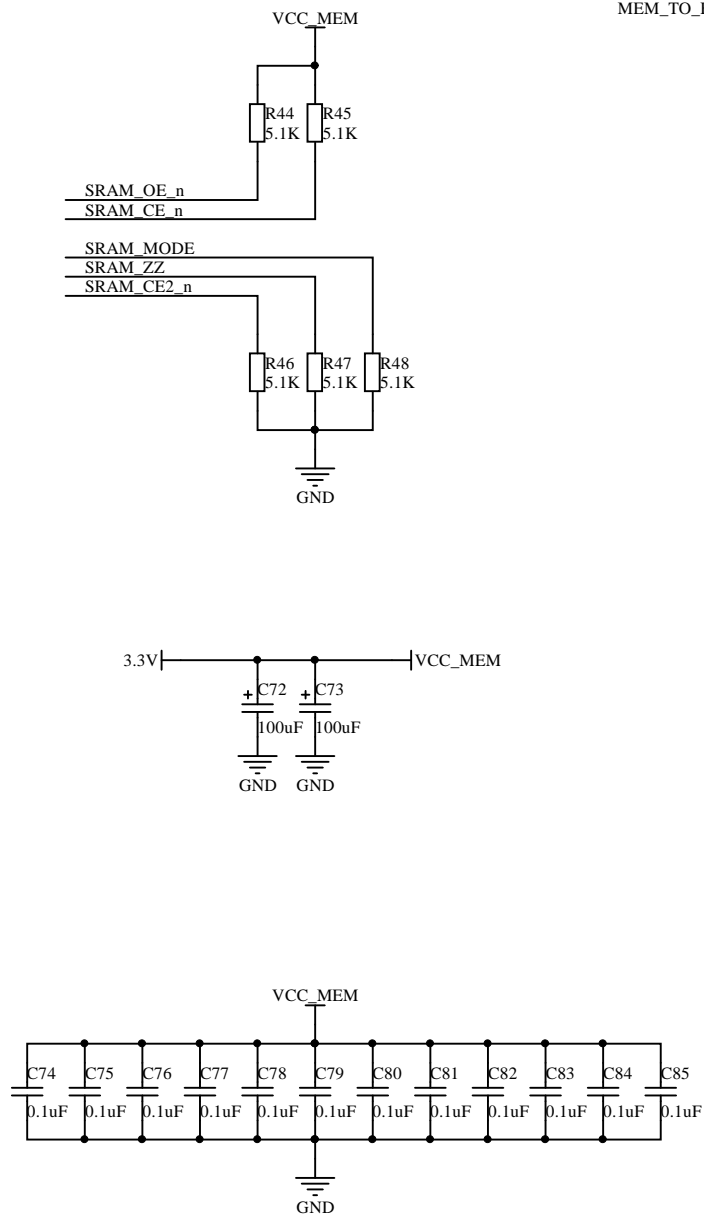 MEM_TO_
VCC_MEM
R44 R45
5.1K 5.1K
SRAM_OE_n
SRAM_CE_n
SRAM_MODE
SRAM_ZZ
SRAM_CE2_n
R46 R47 R48
5.1K 5.1K 5.1K
GND
3.3V VCC_MEM
+ C72 + C73
100uF 100uF
GND GND
VCC_MEM
C74 C75 C76 C77 C78 C79 C80 C81 C82 C83 C84 C85
0.1uF 0.1uF 0.1uF 0.1uF 0.1uF 0.1uF 0.1uF 0.1uF 0.1uF 0.1uF 0.1uF 0.1uF
GND